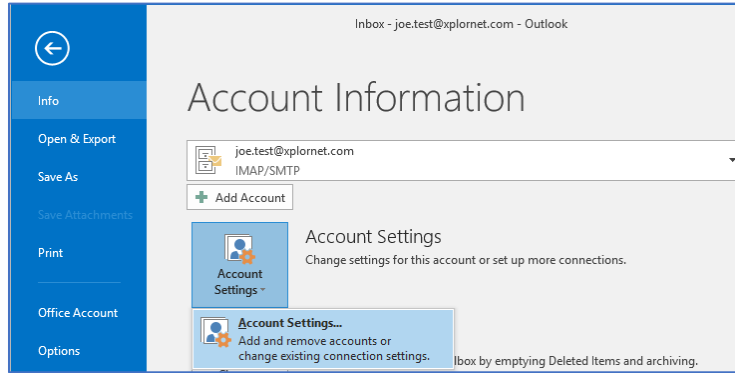 Inbox - joe.test@xplornet.com - Outlook
Info
Open & Export
Save As
Save Attachments
Print
Office Account
Options
Account Information
joe.test@xplornet.com
IMAP/SMTP
Add Account
Account
Settings
Account Settings
Change settings for this account or set up more connections.
Account Settings...
Add and remove accounts or
change existing connection settings.
lbox by emptying Deleted Items and archiving.